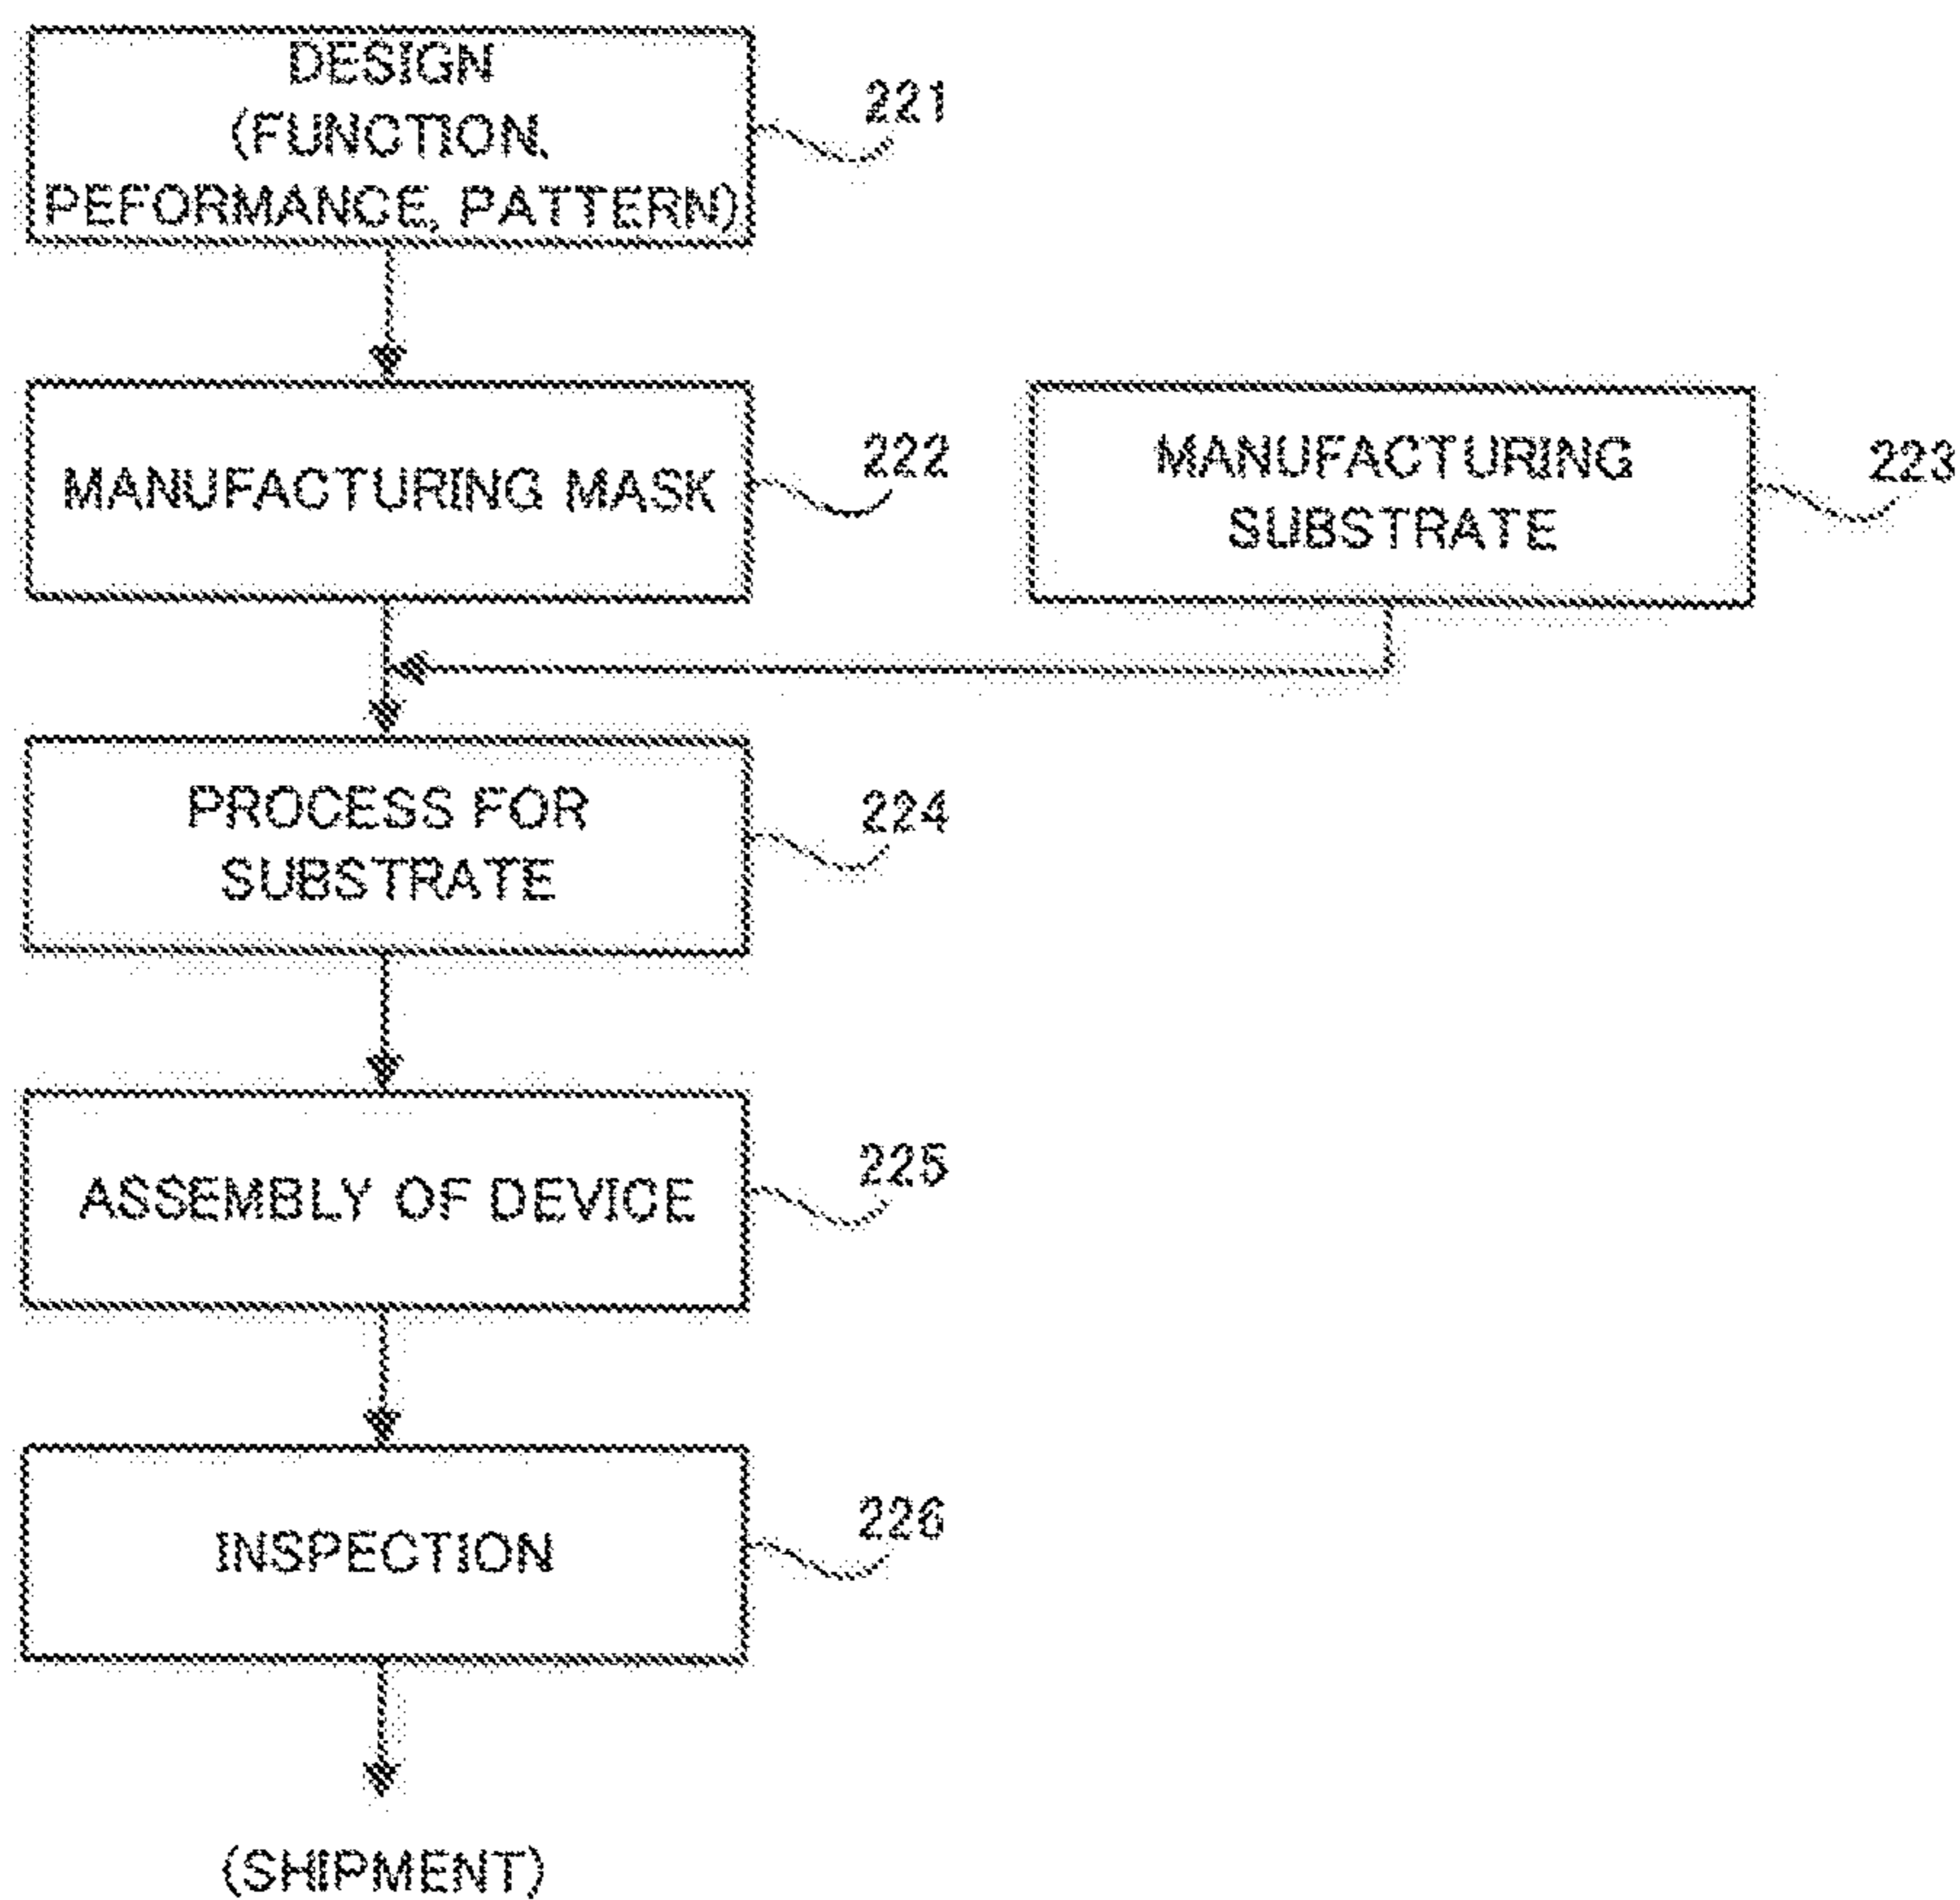 DESIGN
(FUNCTION,
PEFORMANCE, PATTERN)
221
MANUFACTURING MASK
222
MANUFACTURING
SUBSTRATE
223
PROCESS FOR
SUBSTRATE
224
ASSEMBLY OF DEVICE
225
INSPECTION
226
(SHIPMENT)